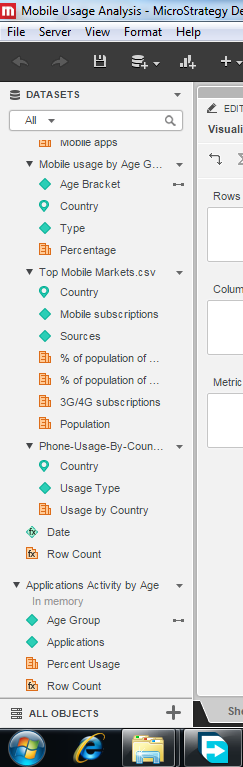 Mobile Usage Analysis - MicroStrategy De
File Server View Format Help
DATASETS
All
Mobile apps
Mobile usage by Age G...
Age Bracket
Country
Type
Percentage
Top Mobile Markets.csv
Country
Mobile subscriptions
Sources
% of population of ...
% of population of ...
3G/4G subscriptions
Population
Phone-Usage-By-Coun...
Country
Usage Type
Usage by Country
Date
Row Count
Applications Activity by Age
In memory
Age Group
Applications
Percent Usage
Row Count
ALL OBJECTS
EDIT
Visuali
Rows
Colum
Metric
She